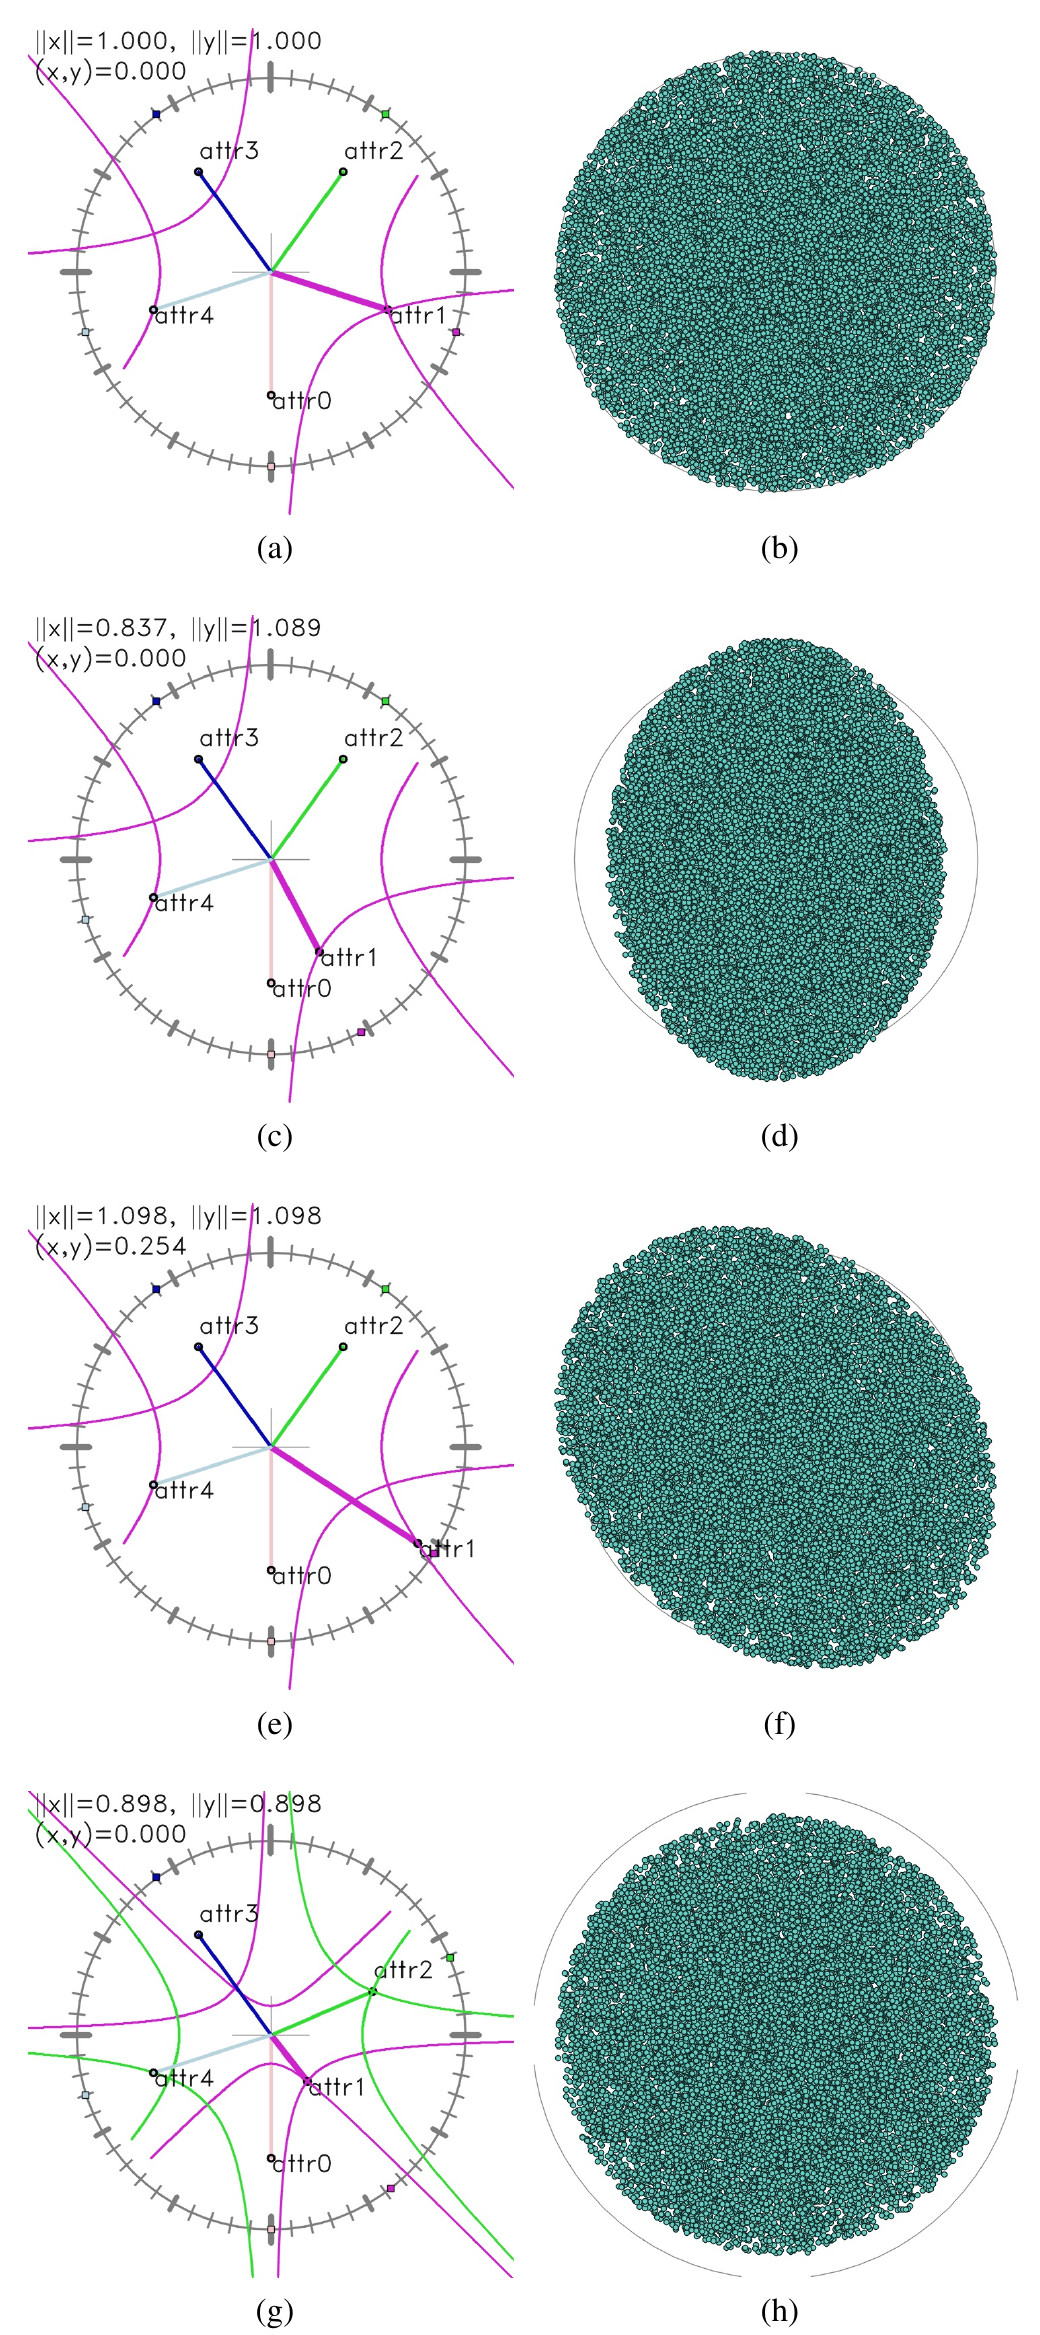 ||x||=1.000, ||y||=1.000
(x,y)=0.000
attr3
attr2
attr4
attr1
attr0
(a)
(b)
||x||=0.837, ||y||=1.089
(x,y)=0.000
attr3
attr2
attr4
attr1
attr0
(c)
(d)
||x||=1.098, ||y||=1.098
(x,y)=0.254
attr3
attr2
attr4
attr1
attr0
(e)
(f)
||x||=0.898, ||y||=0.898
(x,y)=0.000
attr3
attr2
attr4
attr1
attr0
(g)
(h)